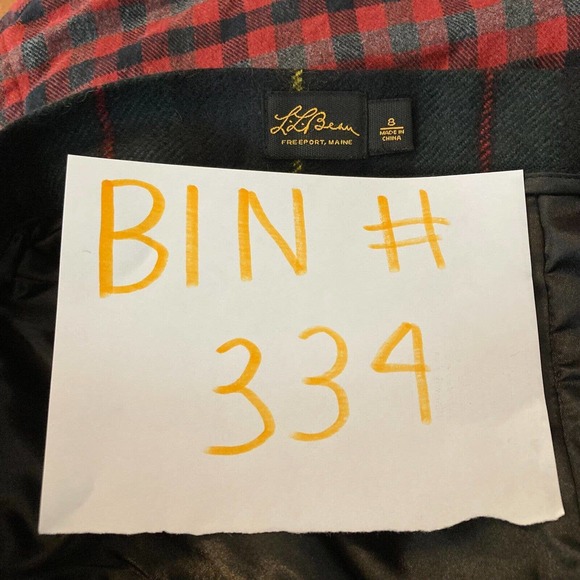 L.L.Bean
FREEPORT, MAINE
8
MADE IN
CHINA
BIN #
334